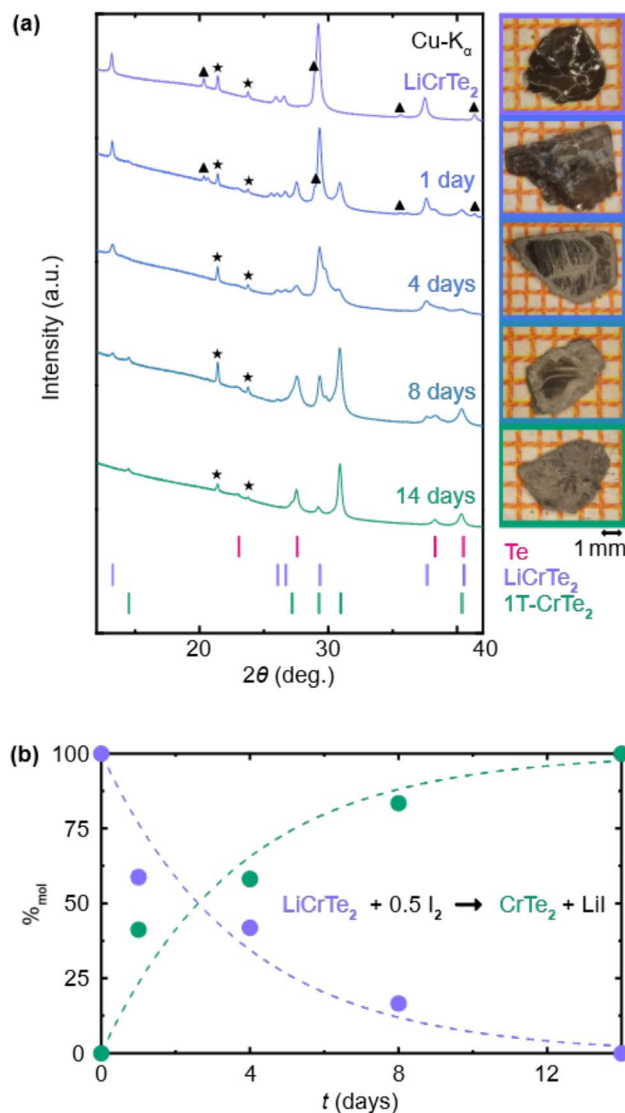 (a)
Cu-Kα
LiCrTe2
1 day
4 days
8 days
14 days
Intensity (a.u.)
1 mm
Te
LiCrTe2
1T-CrTe2
20
30
40
2θ (deg.)
(b)
100
75
50
25
0
%mol
LiCrTe2 + 0.5 I2 → CrTe2 + LiI
0
4
8
12
t (days)